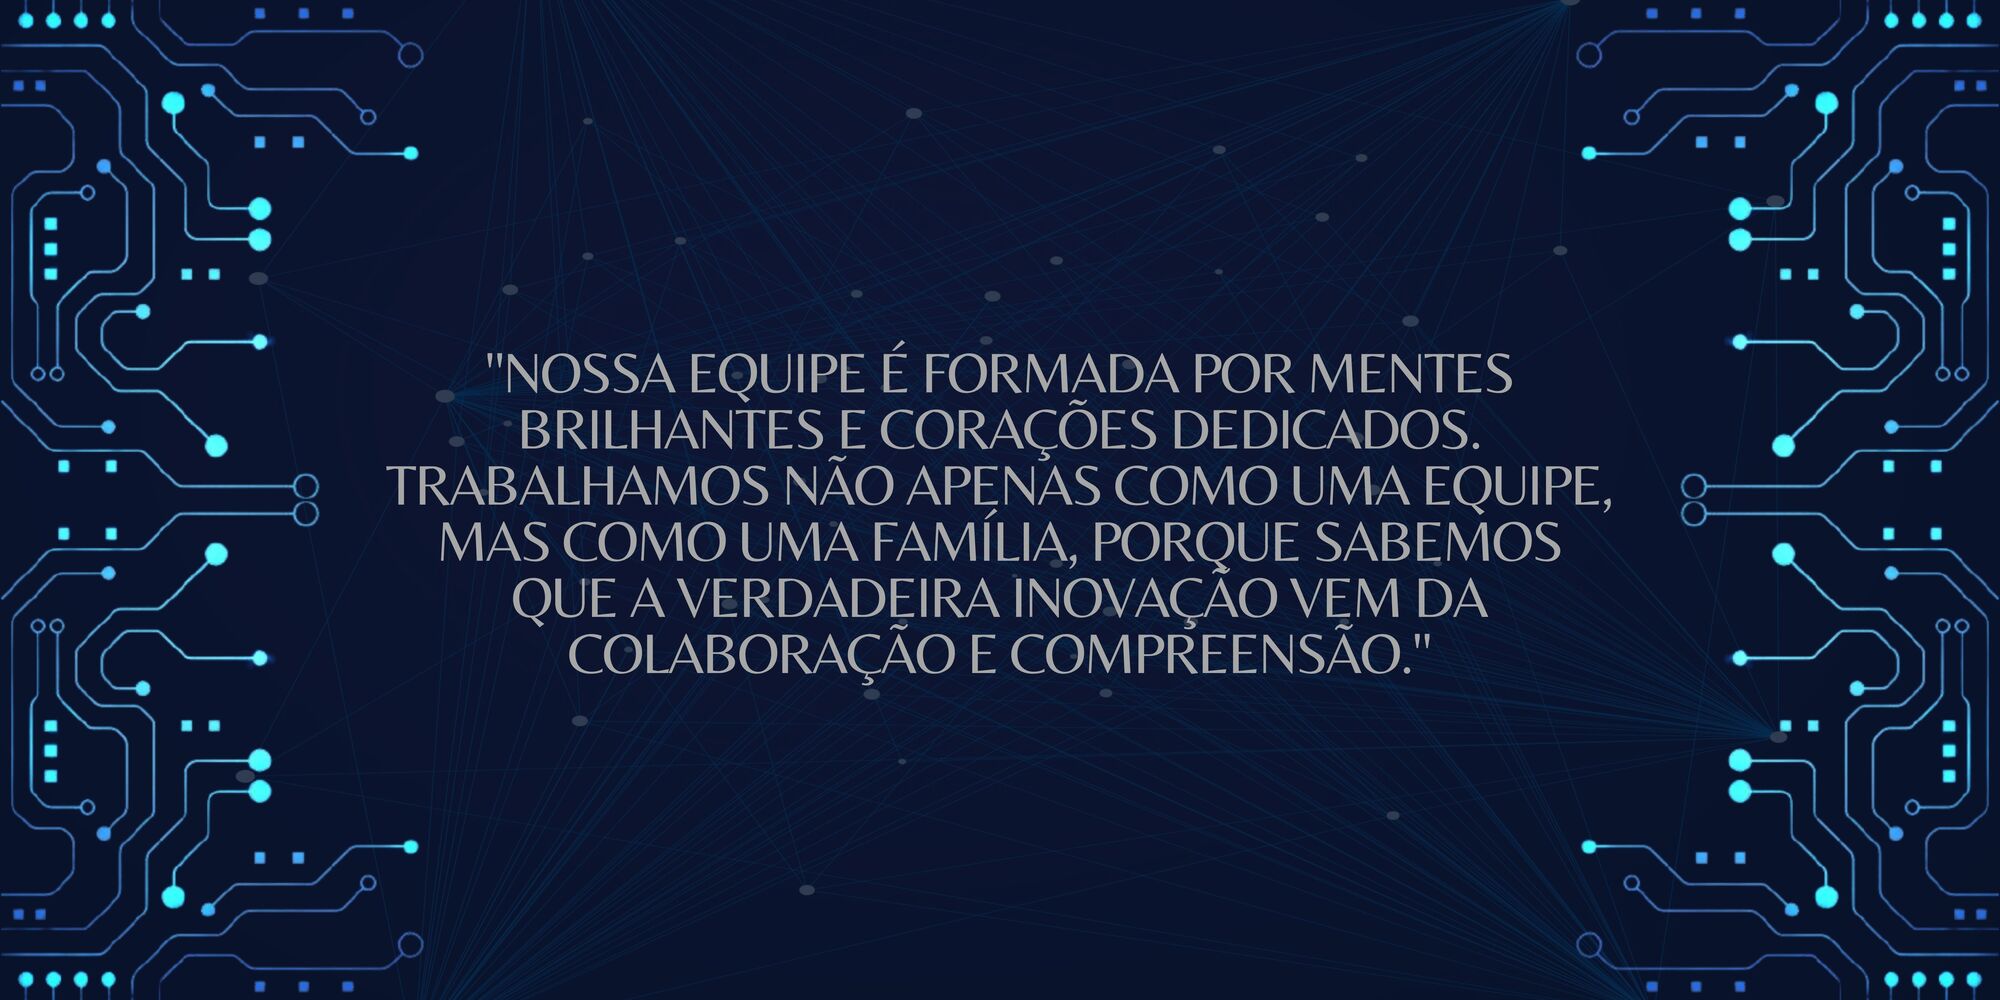 "NOSSA EQUIPE É FORMADA POR MENTES
BRILHANTES E CORAÇÕES DEDICADOS.
TRABALHAMOS NÃO APENAS COMO UMA EQUIPE,
MAS COMO UMA FAMÍLIA, PORQUE SABEMOS
QUE A VERDADEIRA INOVAÇÃO VEM DA
COLABORAÇÃO E COMPREENSÃO."